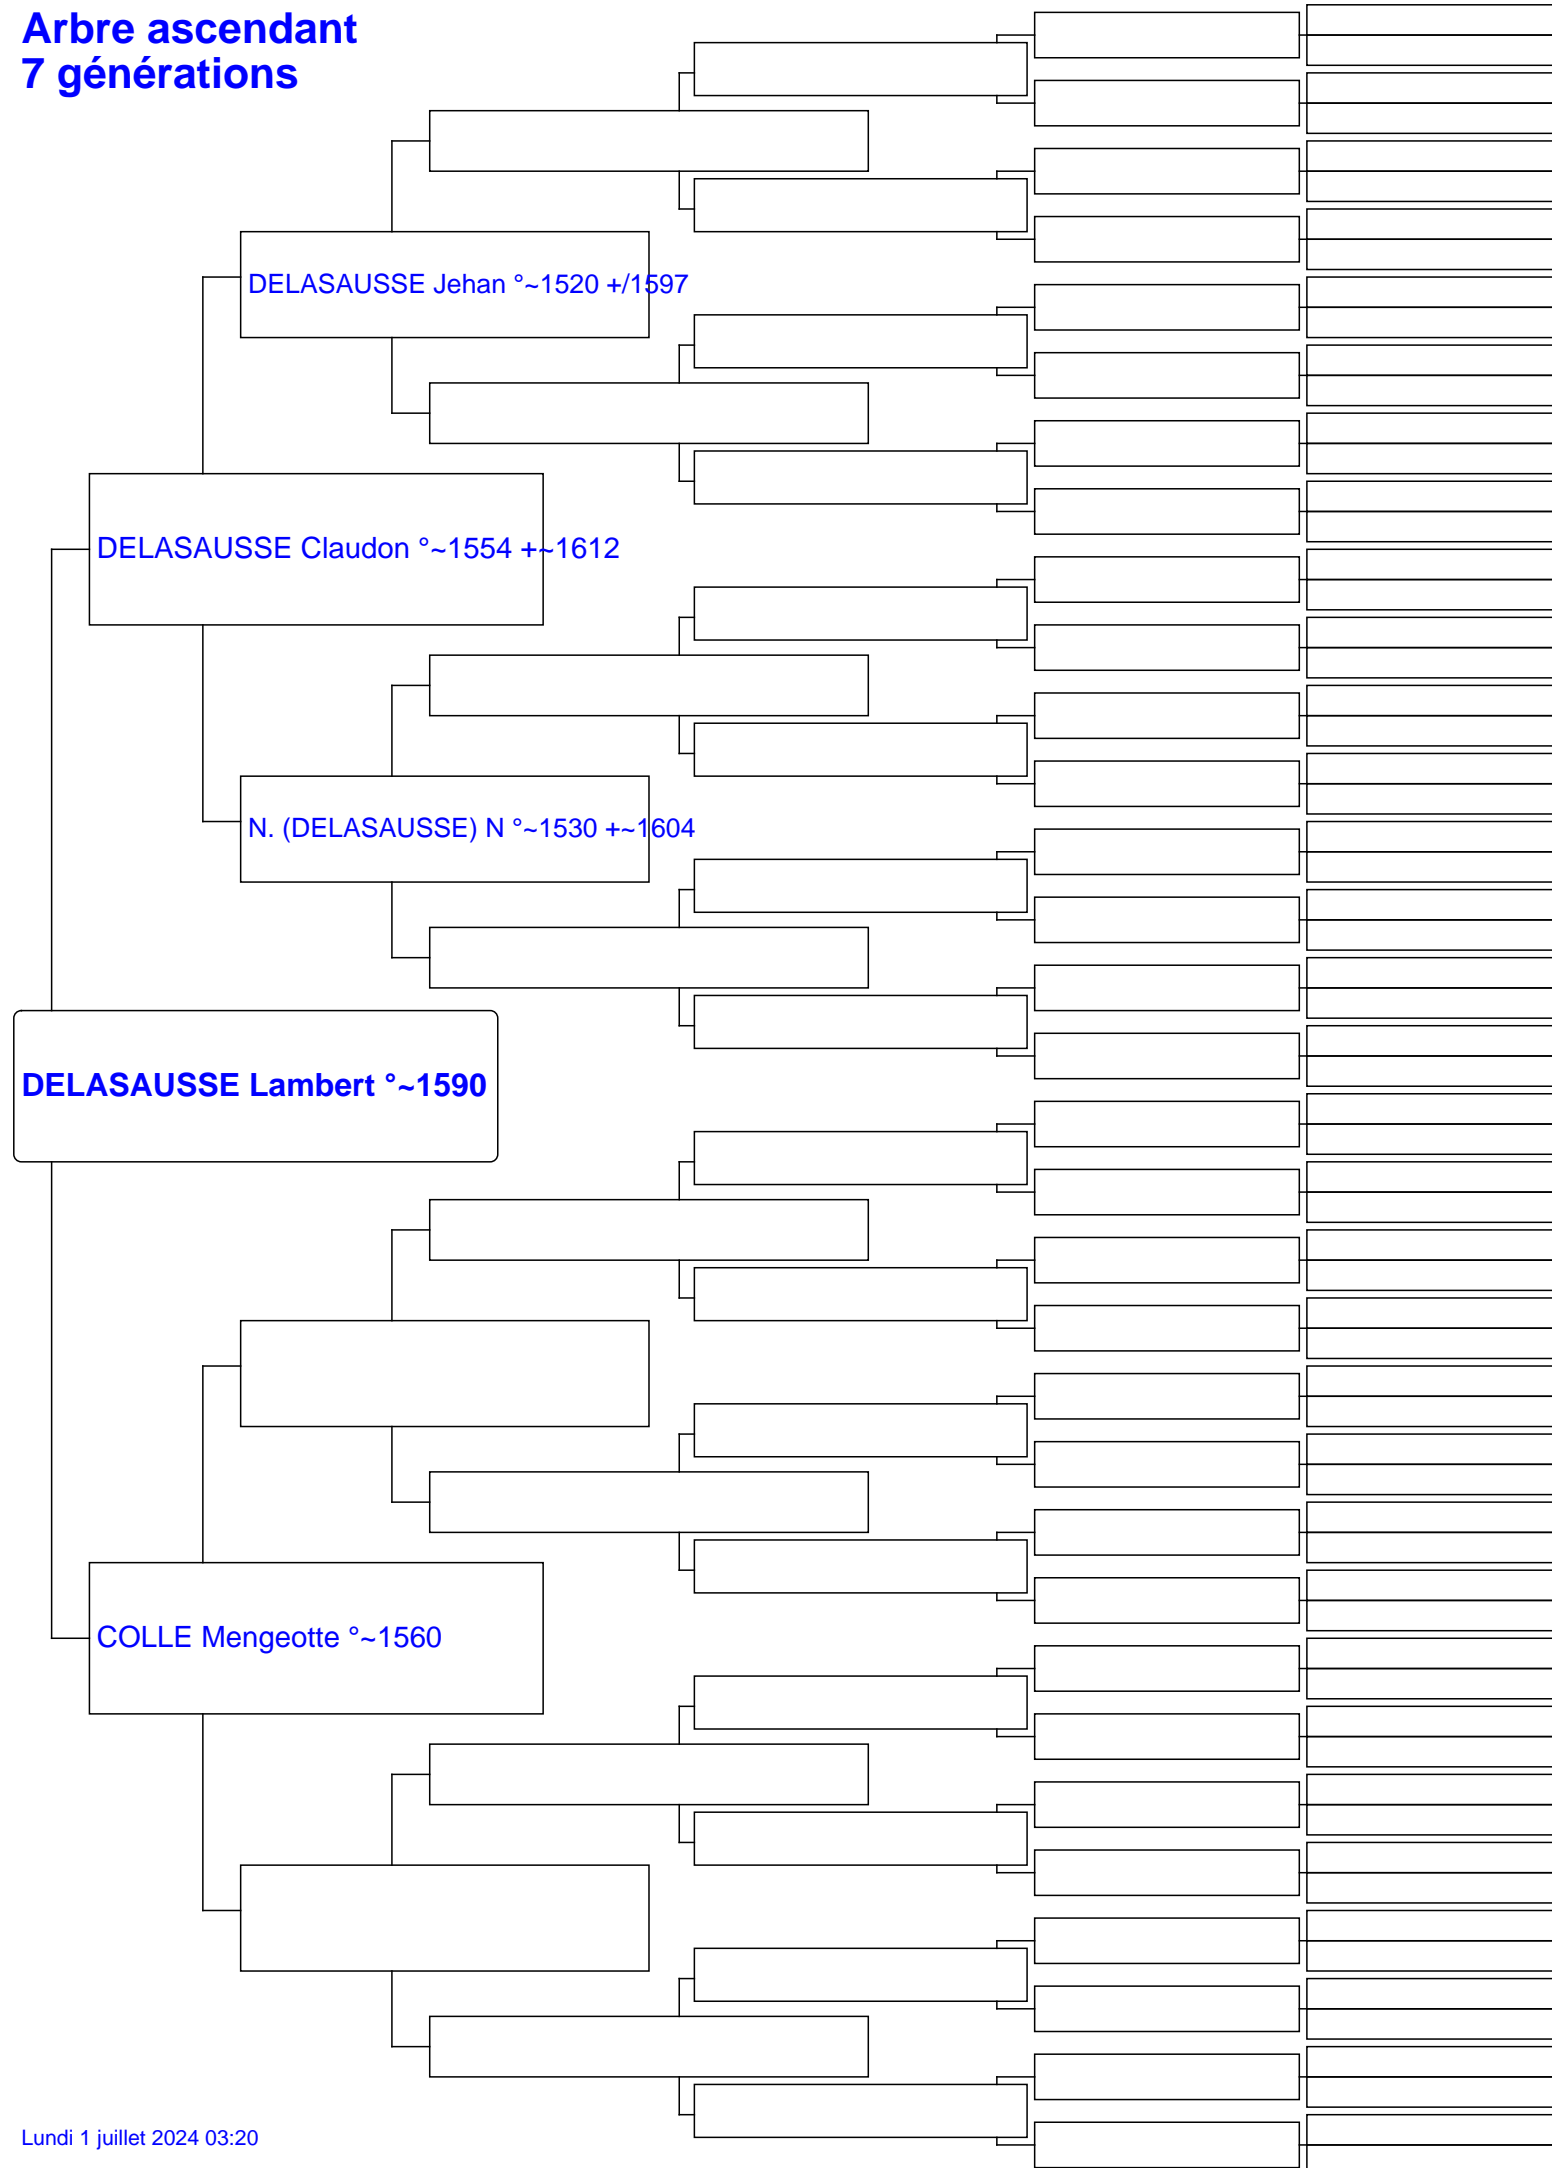 Arbre ascendant
7 générations
DELASAUSSE Jehan °~1520 +/1597
DELASAUSSE Claudon °~1554 +~1612
N. (DELASAUSSE) N °~1530 +~1604
DELASAUSSE Lambert °~1590
COLLE Mengeotte °~1560
Lundi 1 juillet 2024 03:20